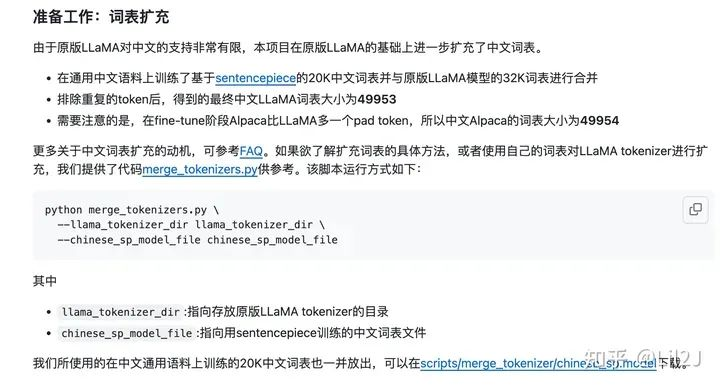 准备工作：词表扩充
由于原版LLaMA对中文的支持非常有限，本项目在原版LLaMA的基础上进一步扩充了中文词表。
在通用中文语料上训练了基于sentencepiece的20K中文词表并与原版LLaMA模型的32K词表进行合并
排除重复的token后，得到的最终中文LLaMA词表大小为49953
需要注意的是，在fine-tune阶段Alpaca比LLaMA多一个pad token，所以中文Alpaca的词表大小为49954
更多关于中文词表扩充的动机，可参考FAQ。如果欲了解扩充词表的具体方法，或者使用自己的词表对LLaMA tokenizer进行扩
充，我们提供了代码merge_tokenizers.py供参考。该脚本运行方式如下：
python merge_tokenizers.py \
--llama_tokenizer_dir llama_tokenizer_dir \
--chinese_sp_model_file chinese_sp_model_file
其中
llama_tokenizer_dir :指向存放原版LLaMA tokenizer的目录
chinese_sp_model_file :指向用sentencepiece训练的中文词表文件
我们所使用的在中文通用语料上训练的20K中文词表也一并放出，可以在scripts/merge_tokenizer/chinese_sp.model下载。
知乎 @Lil2J